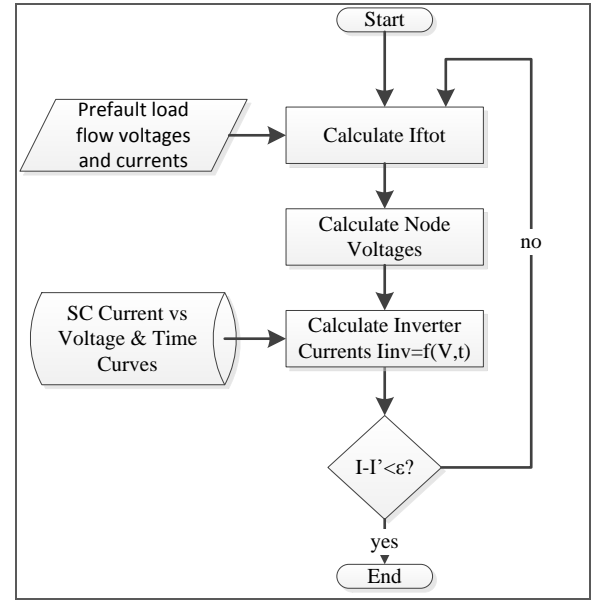 Start
Prefault load
flow voltages
and currents
Calculate Iftot
Calculate Node
Voltages
no
SC Current vs
Voltage & Time
Curves
Calculate Inverter
Currents Iinv=f(V,t)
I-I’<ε?
yes
End